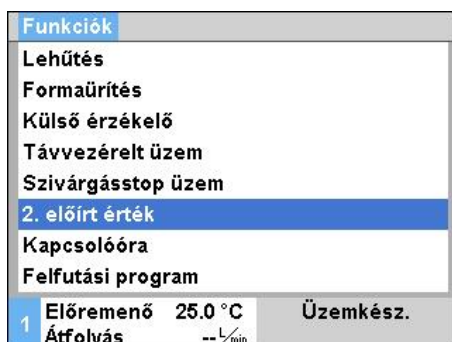 Funkciók
Lehűtés
Formaürítés
Külső érzékelő
Távvezérelt üzem
Szivárgásstop üzem
2. előírt érték
Kapcsolóóra
Felfutási program
1 Előremenő 25.0 °C Üzemkész.
Átfolyás -- L/min